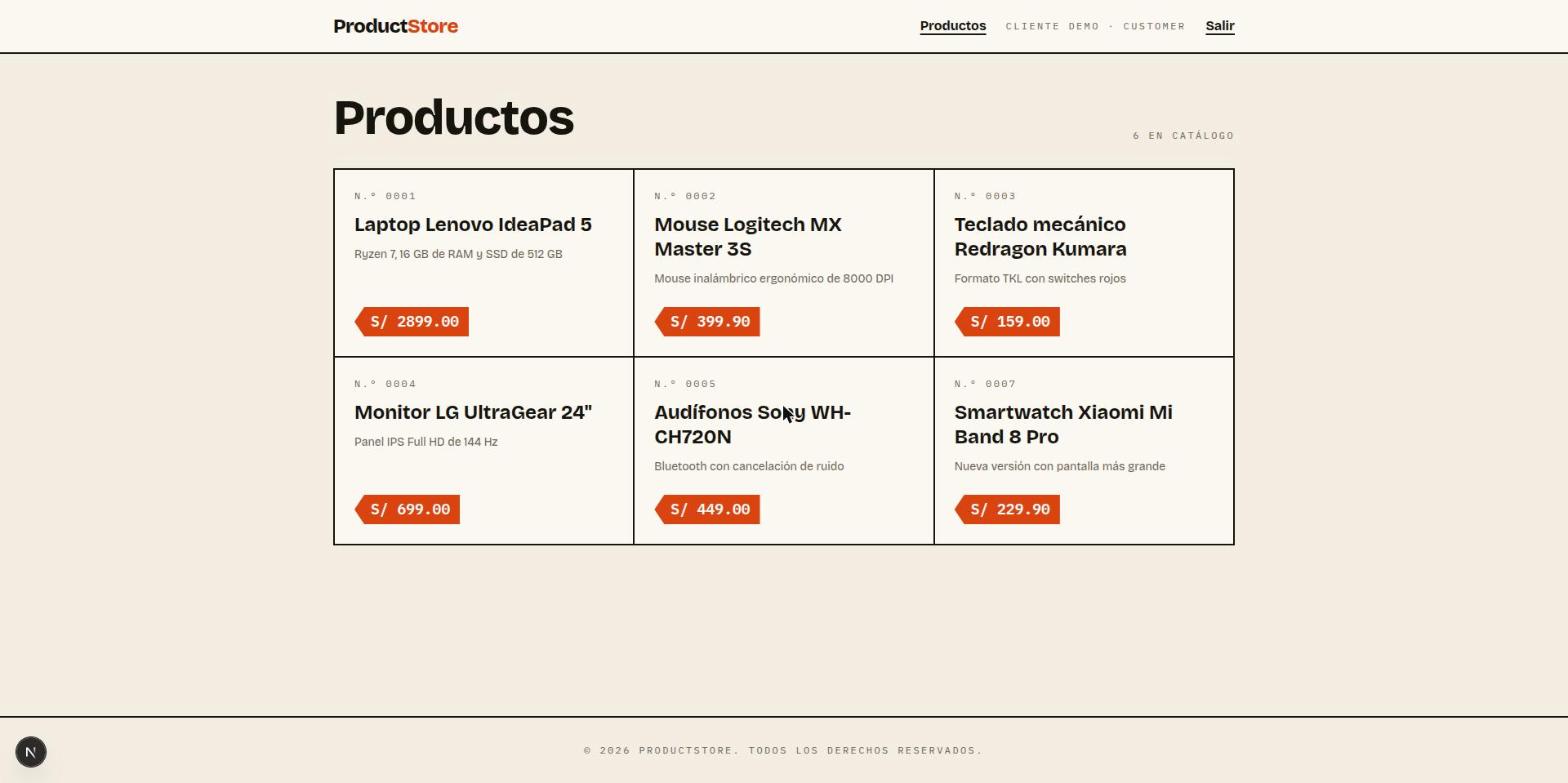 ProductStore
Productos CLIENTE DEMO · CUSTOMER Salir
Productos
6 EN CATÁLOGO
N.º 0001
Laptop Lenovo IdeaPad 5
Ryzen 7, 16 GB de RAM y SSD de 512 GB
S/ 2899.00
N.º 0002
Mouse Logitech MX
Master 3S
Mouse inalámbrico ergonómico de 8000 DPI
S/ 399.90
N.º 0003
Teclado mecánico
Redragon Kumara
Formato TKL con switches rojos
S/ 159.00
N.º 0004
Monitor LG UltraGear 24"
Panel IPS Full HD de 144 Hz
S/ 699.00
N.º 0005
Audífonos Sony WH-
CH720N
Bluetooth con cancelación de ruido
S/ 449.00
N.º 0007
Smartwatch Xiaomi Mi
Band 8 Pro
Nueva versión con pantalla más grande
S/ 229.90
© 2026 PRODUCTSTORE. TODOS LOS DERECHOS RESERVADOS.
N